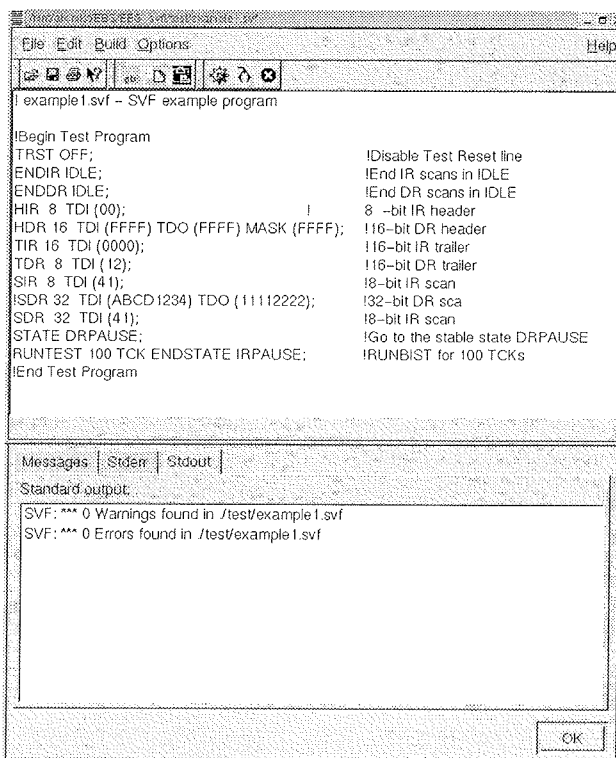 File Edit Build Options Help
! example1.svf – SVF example program
!Begin Test Program
TRST OFF; !Disable Test Reset line
ENDIR IDLE; !End IR scans in IDLE
ENDDR IDLE; !End DR scans in IDLE
HIR 8 TDI (00); ! 8 –bit IR header
HDR 16 TDI (FFFF) TDO (FFFF) MASK (FFFF); !16–bit DR header
TIR 16 TDI (0000); !16–bit IR trailer
TDR 8 TDI (12); !16–bit DR trailer
SIR 8 TDI (41); !8–bit IR scan
!SDR 32 TDI (ABCD1234) TDO (11112222); !32–bit DR sca
SDR 32 TDI (41); !8–bit IR scan
STATE DRPAUSE; !Go to the stable state DRPAUSE
RUNTEST 100 TCK ENDSTATE IRPAUSE; !RUNBIST for 100 TCKs
!End Test Program
Messages Stderr Stdout
Standard output:
SVF: *** 0 Warnings found in ./test/example1.svf
SVF: *** 0 Errors found in ./test/example1.svf
OK